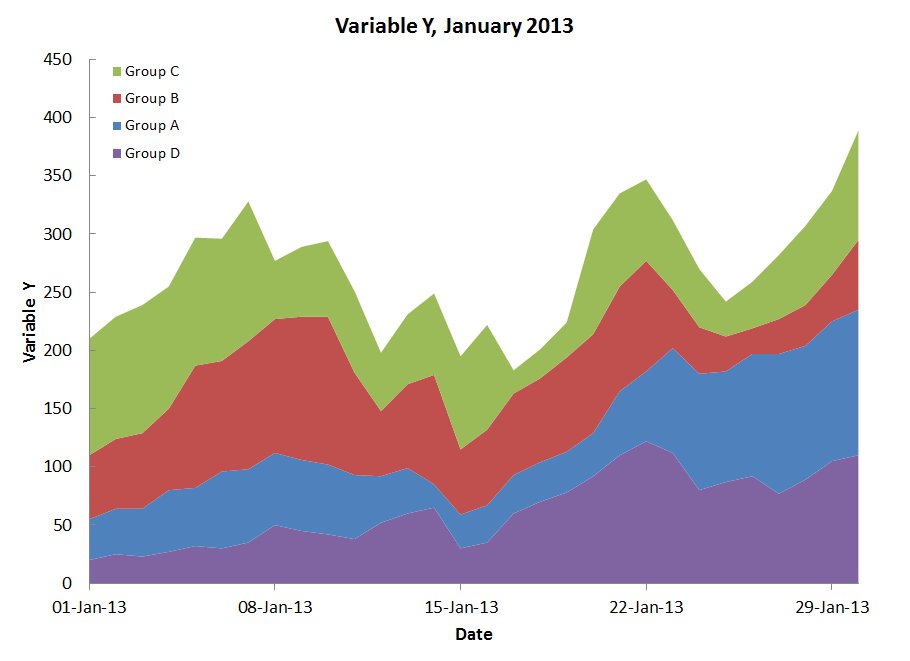 Variable Y, January 2013
Group C
Group B
Group A
Group D
450
400
350
300
250
200
150
100
50
0
Variable Y
01-Jan-13
08-Jan-13
15-Jan-13
22-Jan-13
29-Jan-13
Date